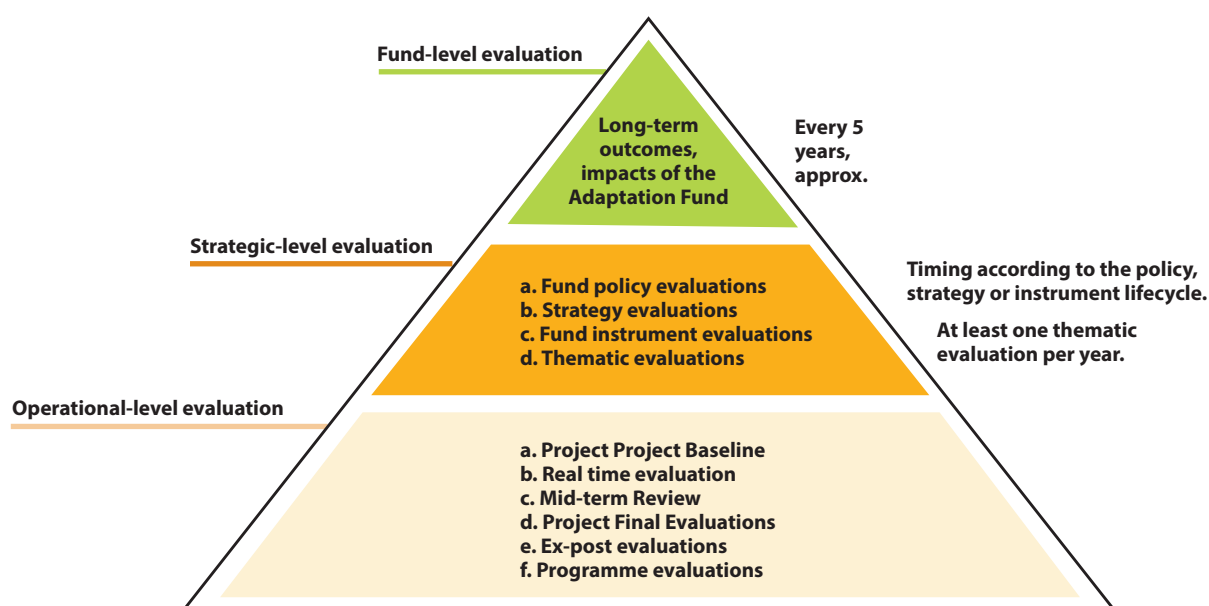 Fund-level evaluation
Long-term
outcomes,
impacts of the
Adaptation Fund
Every 5
years,
approx.
Strategic-level evaluation
a. Fund policy evaluations
b. Strategy evaluations
c. Fund instrument evaluations
d. Thematic evaluations
Timing according to the policy,
strategy or instrument lifecycle.
At least one thematic
evaluation per year.
Operational-level evaluation
a. Project Project Baseline
b. Real time evaluation
c. Mid-term Review
d. Project Final Evaluations
e. Ex-post evaluations
f. Programme evaluations